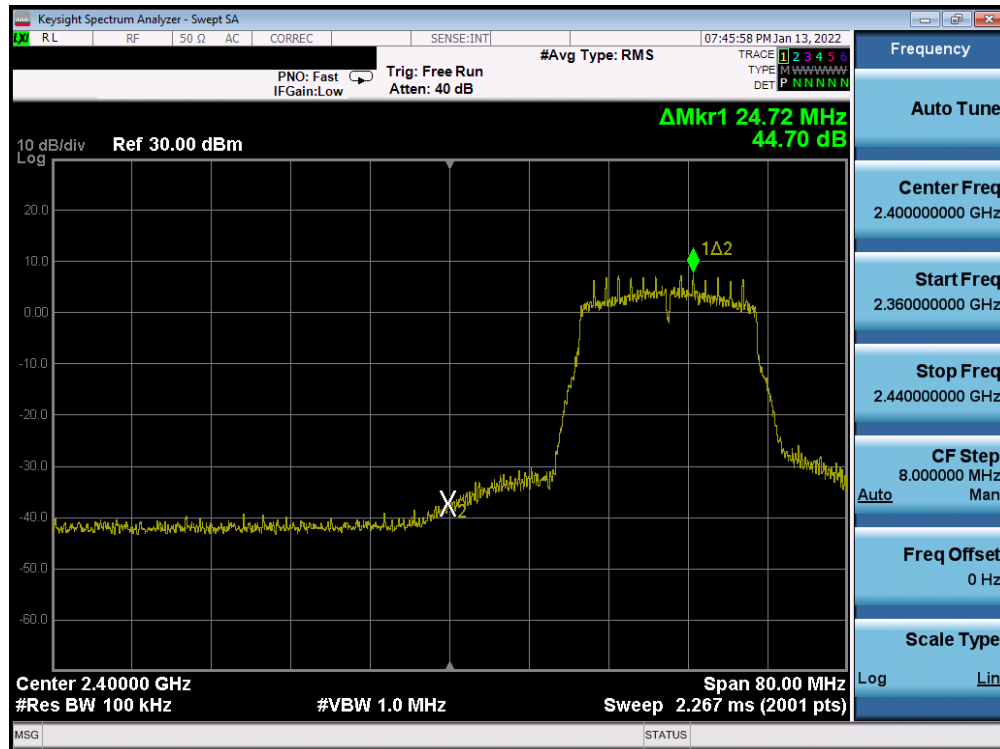 Keysight Spectrum Analyzer - Swept SA
LXI RL RF 50 Ω AC CORREC SENSE:INT 07:45:58 PM Jan 13, 2022
#Avg Type: RMS
TRACE 1 2 3 4 5 6
PNO: Fast Trig: Free Run
TYPE M WWWWW
IFGain:Low Atten: 40 dB
DET P N N N N N
ΔMkr1 24.72 MHz
44.70 dB
10 dB/div Ref 30.00 dBm
Log
20.0
10.0
0.00
-10.0
-20.0
-30.0
-40.0
-50.0
-60.0
1Δ2
2
Center 2.40000 GHz Span 80.00 MHz
#Res BW 100 kHz #VBW 1.0 MHz Sweep 2.267 ms (2001 pts)
MSG STATUS
Frequency
Auto Tune
Center Freq
2.400000000 GHz
Start Freq
2.360000000 GHz
Stop Freq
2.440000000 GHz
CF Step
8.000000 MHz
Auto Man
Freq Offset
0 Hz
Scale Type
Log Lin